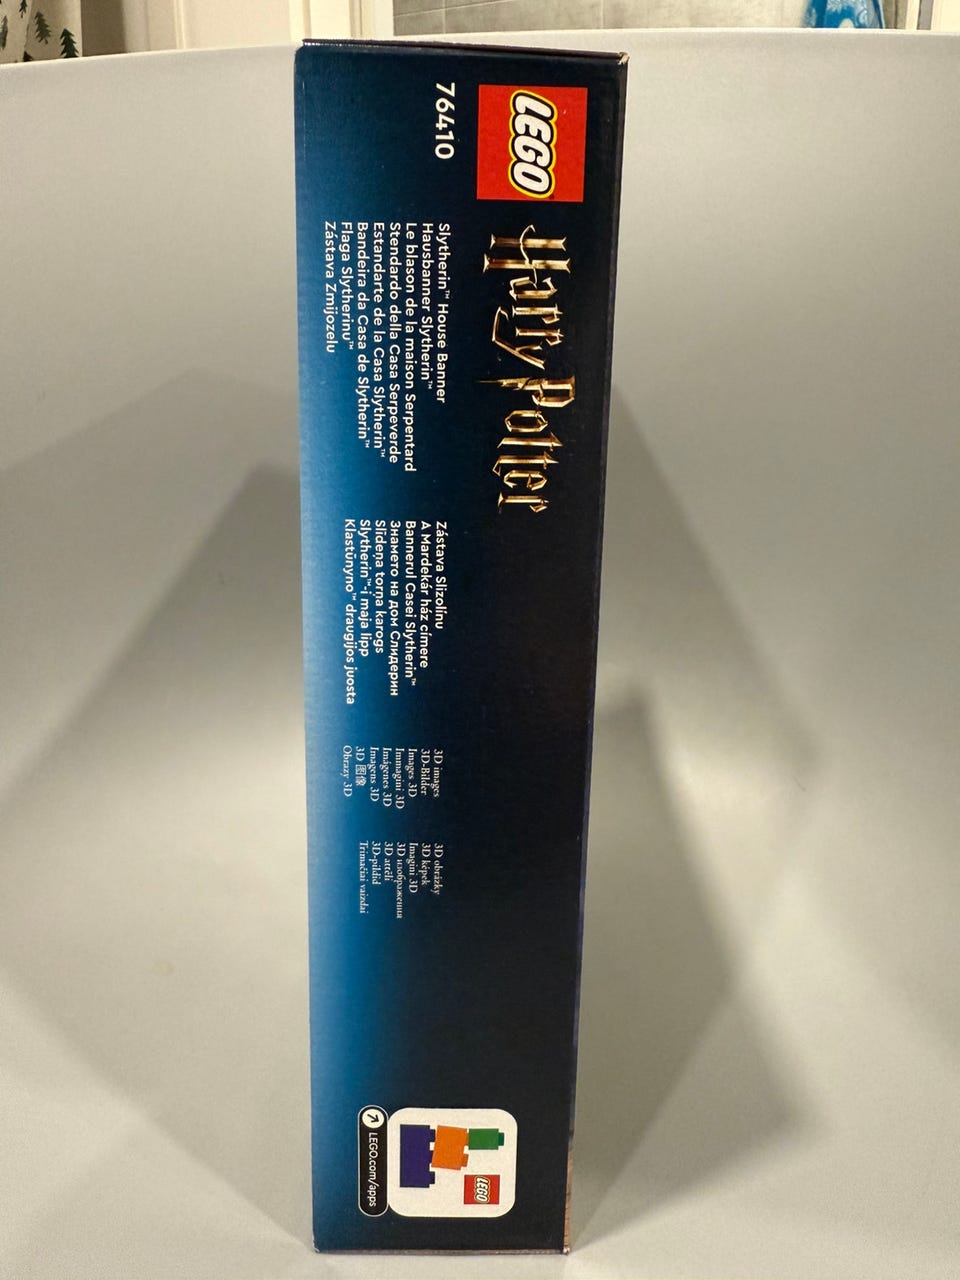 LEGO
Harry Potter
76410
Slytherin™ House Banner
Hausbanner Slytherin™
Le blason de la maison Serpentard
Stendardo della Casa Serpeverde
Estandarte de la Casa Slytherin™
Bandeira da Casa de Slytherin™
Flaga Slytherinu™
Zástava Zmijozelu
Zástava Slizolínu
A Mardekár ház címere
Bannerul Casei Slytherin™
Знамето на дом Слидерин
Slīdeņa torņa karogs
Slytherin™-i maja lipp
Klastūnyno™ draugijos juosta
3D images
3D-Bilder
Images 3D
Immagini 3D
Imágenes 3D
Imagens 3D
3D 图像
Obrazy 3D
3D obrázky
3D képek
Imagini 3D
3D изображения
3D attēli
3D-pildid
Trimačiai vaizdai
LEGO
LEGO.com/apps